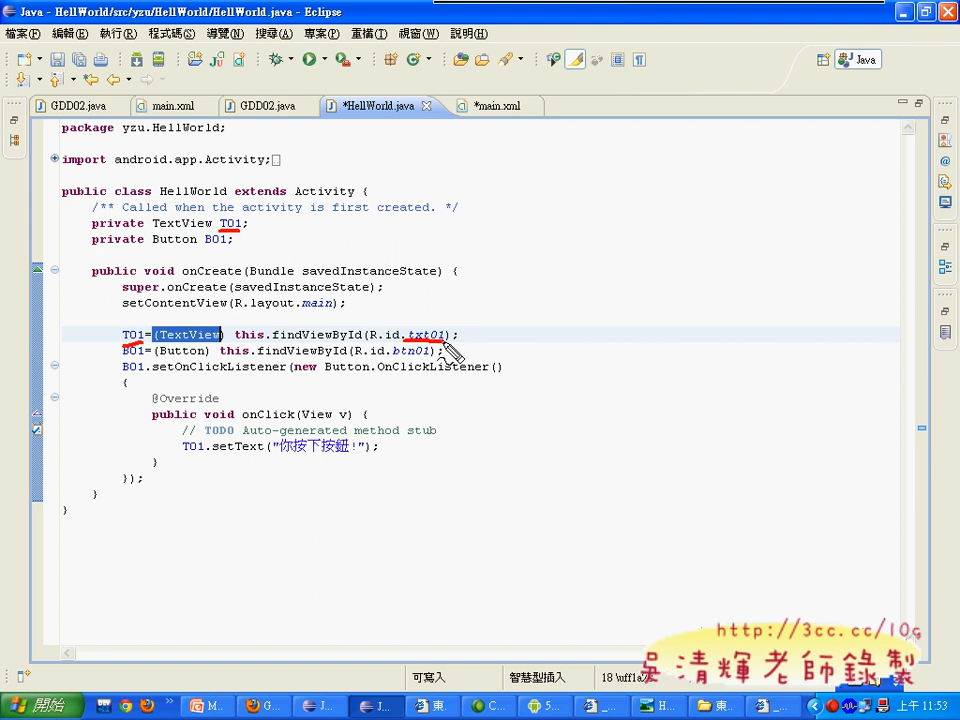 Java - HellWorld/src/yzu/HellWorld/HellWorld.java - Eclipse
檔案(F) 編輯(E) 執行(R) 程式碼(S) 導覽(N) 搜尋(A) 專案(P) 重構(T) 視窗(W) 說明(H)
Java
GDD02.java main.xml GDD02.java *HellWorld.java *main.xml
package yzu.HellWorld;
import android.app.Activity;
public class HellWorld extends Activity {
/** Called when the activity is first created. */
private TextView TO1;
private Button BO1;
public void onCreate(Bundle savedInstanceState) {
super.onCreate(savedInstanceState);
setContentView(R.layout.main);
TO1=(TextView) this.findViewById(R.id.txt01);
BO1=(Button) this.findViewById(R.id.btn01);
BO1.setOnClickListener(new Button.OnClickListener()
{
@Override
public void onClick(View v) {
// TODO Auto-generated method stub
TO1.setText("你按下按鈕!");
}
});
}
}
http://3cc.cc/10g
吳清輝老師錄製
可寫入 智慧型插入
開始 M... G... J... J... 東... C... 5... _... H... 東... _... 上午 11:53